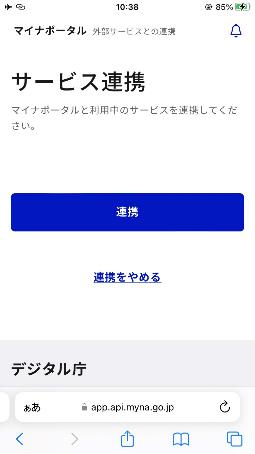 10:38
85%
マイナポータル 外部サービスとの連携
サービス連携
マイナポータルと利用中のサービスを連携してくだ
さい。
連携
連携をやめる
デジタル庁
ぁあ
app.api.myna.go.jp